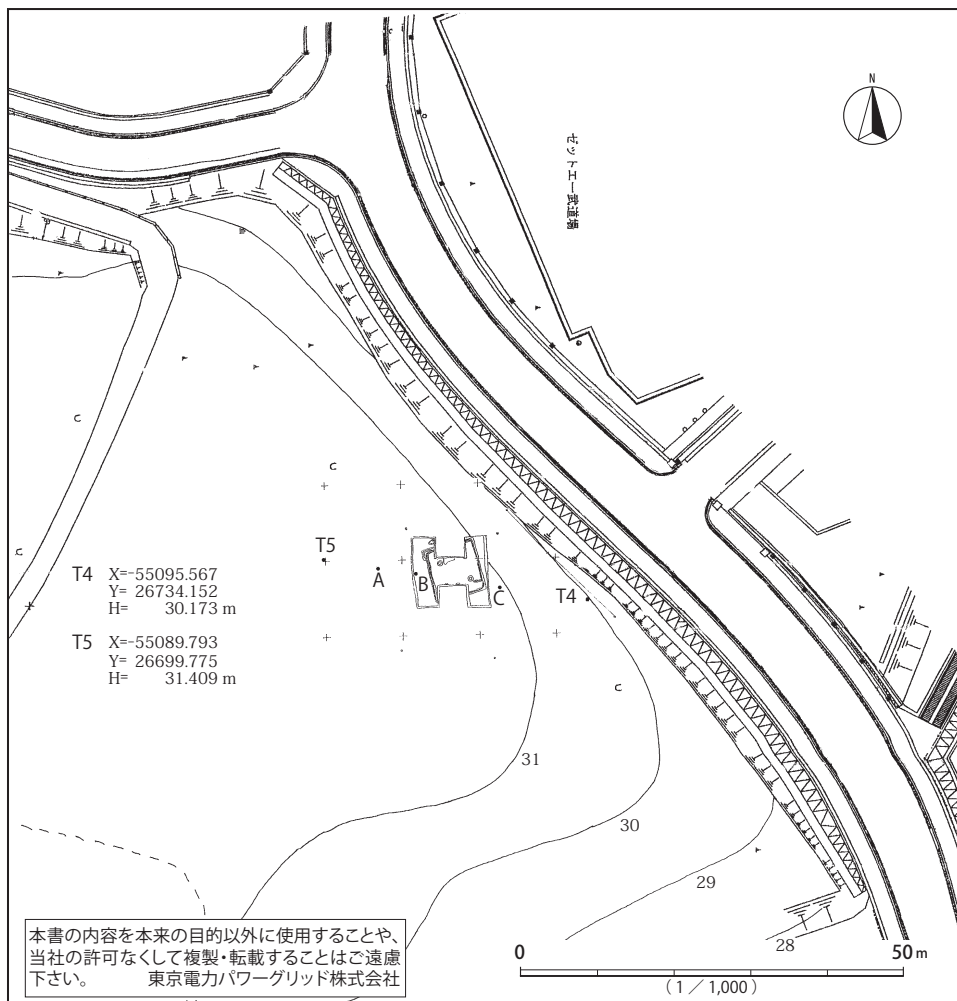 N
ゼットエー武道場
T5
A
B
C
T4
T4 X=-55095.567
Y= 26734.152
H= 30.173 m
T5 X=-55089.793
Y= 26699.775
H= 31.409 m
31
30
29
28
本書の内容を本来の目的以外に使用することや、
当社の許可なくして複製・転載することはご遠慮
下さい。 東京電力パワーグリッド株式会社
0 50m
(1/1,000)